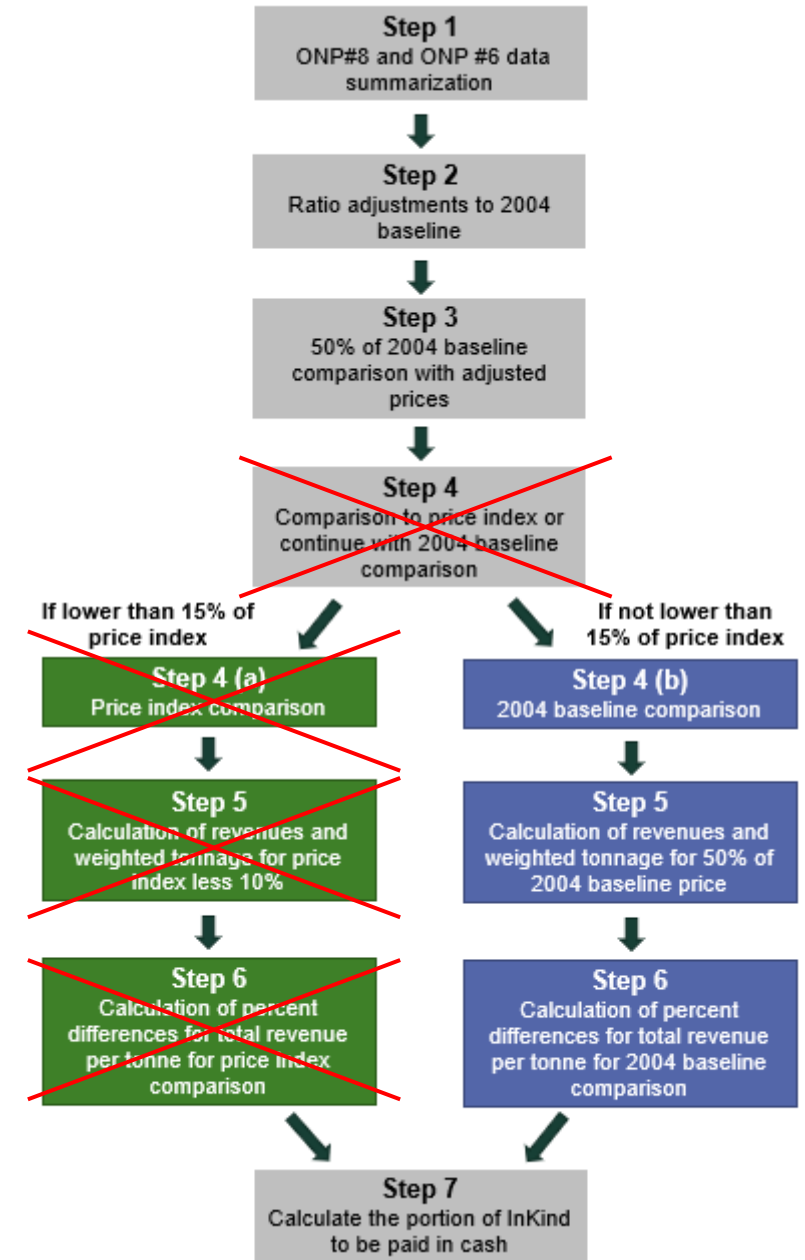 Step 1
ONP#8 and ONP #6 data
summarization
Step 2
Ratio adjustments to 2004
baseline
Step 3
50% of 2004 baseline
comparison with adjusted
prices
Step 4
Comparison to price index or
continue with 2004 baseline
comparison
If lower than 15% of
price index
If not lower than
15% of price index
Step 4 (a)
Price index comparison
Step 4 (b)
2004 baseline comparison
Step 5
Calculation of revenues and
weighted tonnage for price
index less 10%
Step 5
Calculation of revenues and
weighted tonnage for 50% of
2004 baseline price
Step 6
Calculation of percent
differences for total revenue
per tonne for price index
comparison
Step 6
Calculation of percent
differences for total revenue
per tonne for 2004 baseline
comparison
Step 7
Calculate the portion of InKind
to be paid in cash